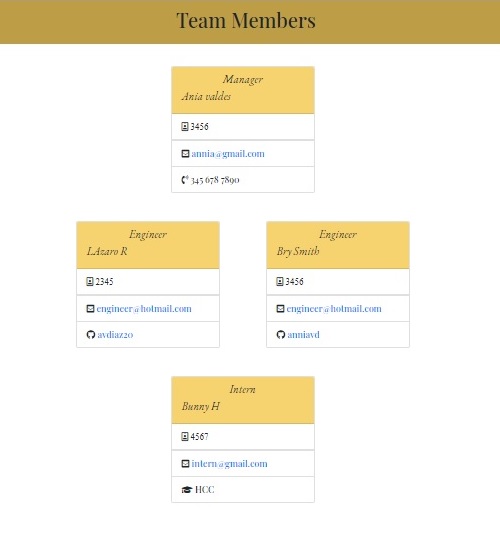 Team Members
Manager
Ania valdes
3456
annia@gmail.com
345 678 7890
Engineer
LAzaro R
2345
engineer@hotmail.com
avdiaz20
Engineer
Bry Smith
3456
engineer@hotmail.com
anniavd
Intern
Bunny H
4567
intern@gmail.com
HCC